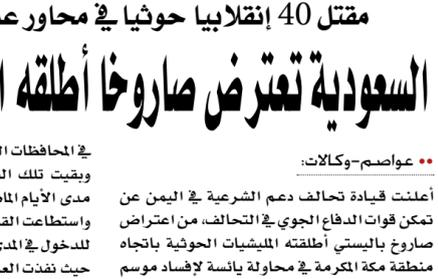 مقتل 40 إنقلابيا حوثيا في محاور
السعودية تعترض صاروخا أطلقه
•• عواصم-وكالات:
أعلنت قيادة تحالف دعم الشرعية في اليمن عن
تمكن قوات الدفاع الجوي في التحالف، من اعتراض
صاروخ باليستي أطلقته المليشيات الحوثية باتجاه
منطقة مكة المكرمة في محاولة يائسة لإفساد موسم
في المحافظات
وبقيت تلك
مدى الأيام
واستطاعت
للدخول في المدى
حيث نفذت